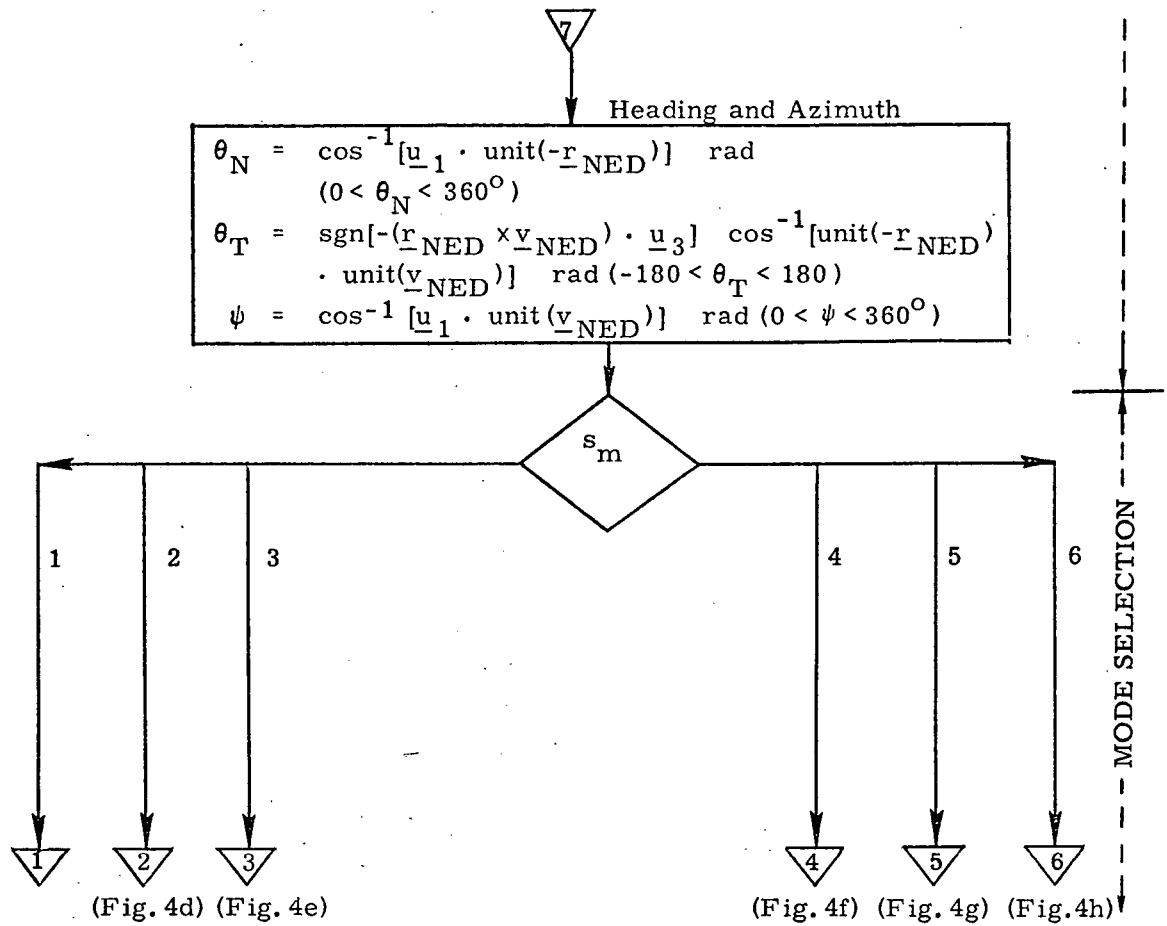 7
Heading and Azimuth
θ_N = cos^-1[u_1 · unit(-r_NED)] rad
(0 < θ_N < 360°)
θ_T = sgn[-(r_NED × v_NED) · u_3] cos^-1[unit(-r_NED)
· unit(v_NED)] rad (-180 < θ_T < 180)
ψ = cos^-1 [u_1 · unit(v_NED)] rad (0 < ψ < 360°)
s_m
1 2 3 4 5 6
MODE SELECTION
1 2 3 4 5 6
(Fig. 4d) (Fig. 4e) (Fig. 4f) (Fig. 4g) (Fig. 4h)